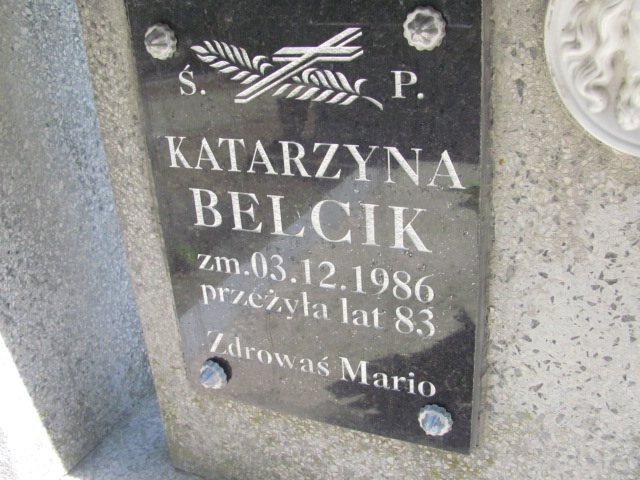 Ś. P.
KATARZYNA
BELCIK
zm.03.12.1986
przeżyła lat 83
Zdrowaś Mario